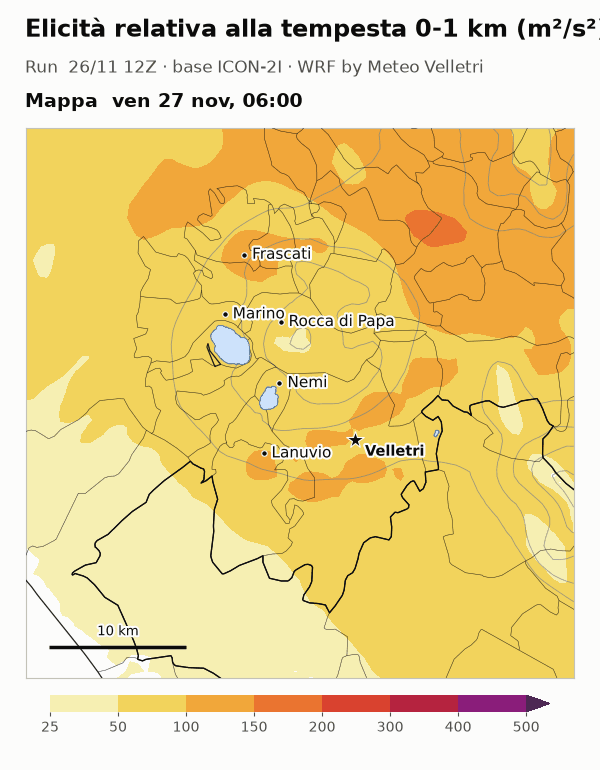 Elicità relativa alla tempesta 0-1 km (m²/s²)
Run  26/11 12Z · base ICON-2I · WRF by Meteo Velletri
Mappa  ven 27 nov, 06:00
Frascati
Marino
Rocca di Papa
Nemi
Velletri
Lanuvio
10 km
25 50 100 150 200 300 400 500